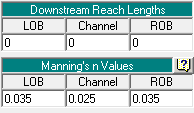 Downstream Reach Lengths
LOB Channel ROB
0 0 0
Manning's n Values ?
LOB Channel ROB
0.035 0.025 0.035